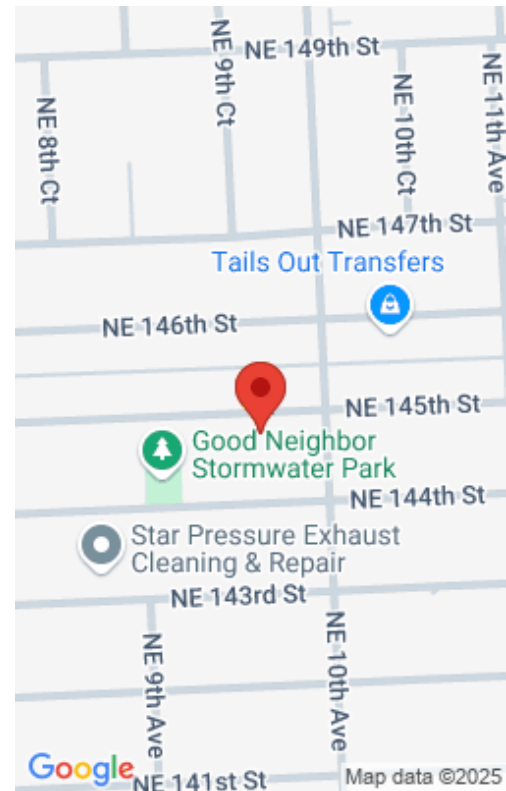 NE 149th St
NE 9th Ct
NE 8th Ct
NE 10th Ct
NE 11th Ave
NE 147th St
Tails Out Transfers
NE 146th St
NE 145th St
Good Neighbor
Stormwater Park
NE 144th St
Star Pressure Exhaust
Cleaning & Repair
NE 143rd St
NE 9th Ave
NE 10th Ave
Google
NE 141st St
Map data ©2025